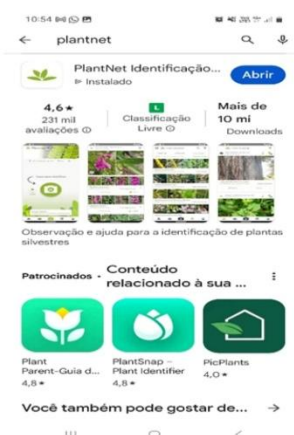 10:54
plantnet
PlantNet Identificação...
Instalado
Abrir
4,6★
231 mil
avaliações
L
Classificação
Livre
Mais de
10 mi
Downloads
Observação e ajuda para a identificação de plantas
silvestres
Patrocinados • Conteúdo
relacionado à sua ...
Plant
Parent-Guia d...
4,8★
PlantSnap –
Plant Identifier
4,8★
PicPlants
4,0★
Você também pode gostar de...